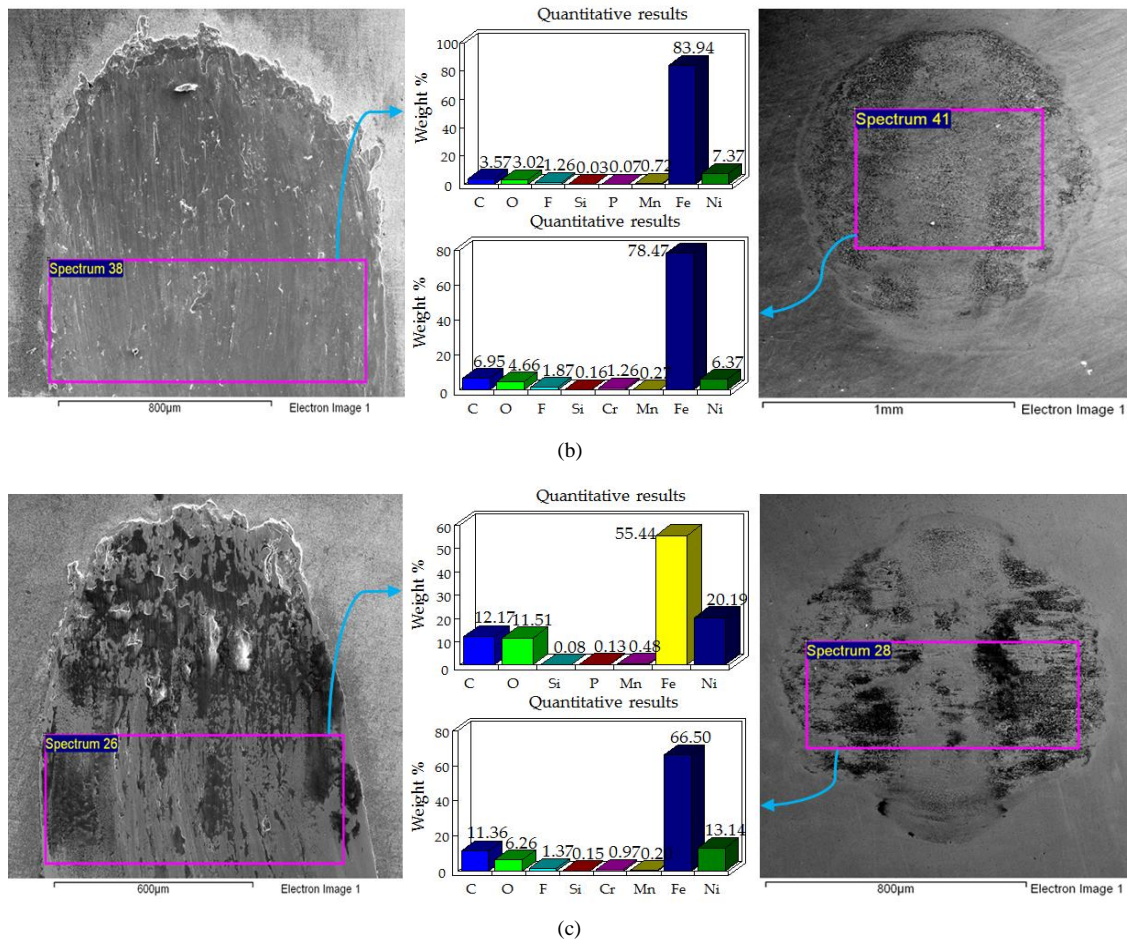 Quantitative results
Weight %
100
80
60
40
20
0
3.57 3.02 1.26 0.03 0.07 0.72 83.94 7.37
C O F Si P Mn Fe Ni
Spectrum 38
800µm Electron Image 1
Quantitative results
Weight %
80
60
40
20
0
6.95 4.66 1.87 0.16 1.26 0.27 78.47 6.37
C O F Si Cr Mn Fe Ni
Spectrum 41
1mm Electron Image 1
(b)
Quantitative results
Weight %
60
50
40
30
20
10
0
12.17 11.51 0.08 0.13 0.48 55.44 20.19
C O Si P Mn Fe Ni
Spectrum 26
600µm Electron Image 1
Quantitative results
Weight %
80
60
40
20
0
11.36 6.26 1.37 0.15 0.97 66.50 13.14
C O F Si Cr Mn Fe Ni
Spectrum 28
800µm Electron Image 1
(c)